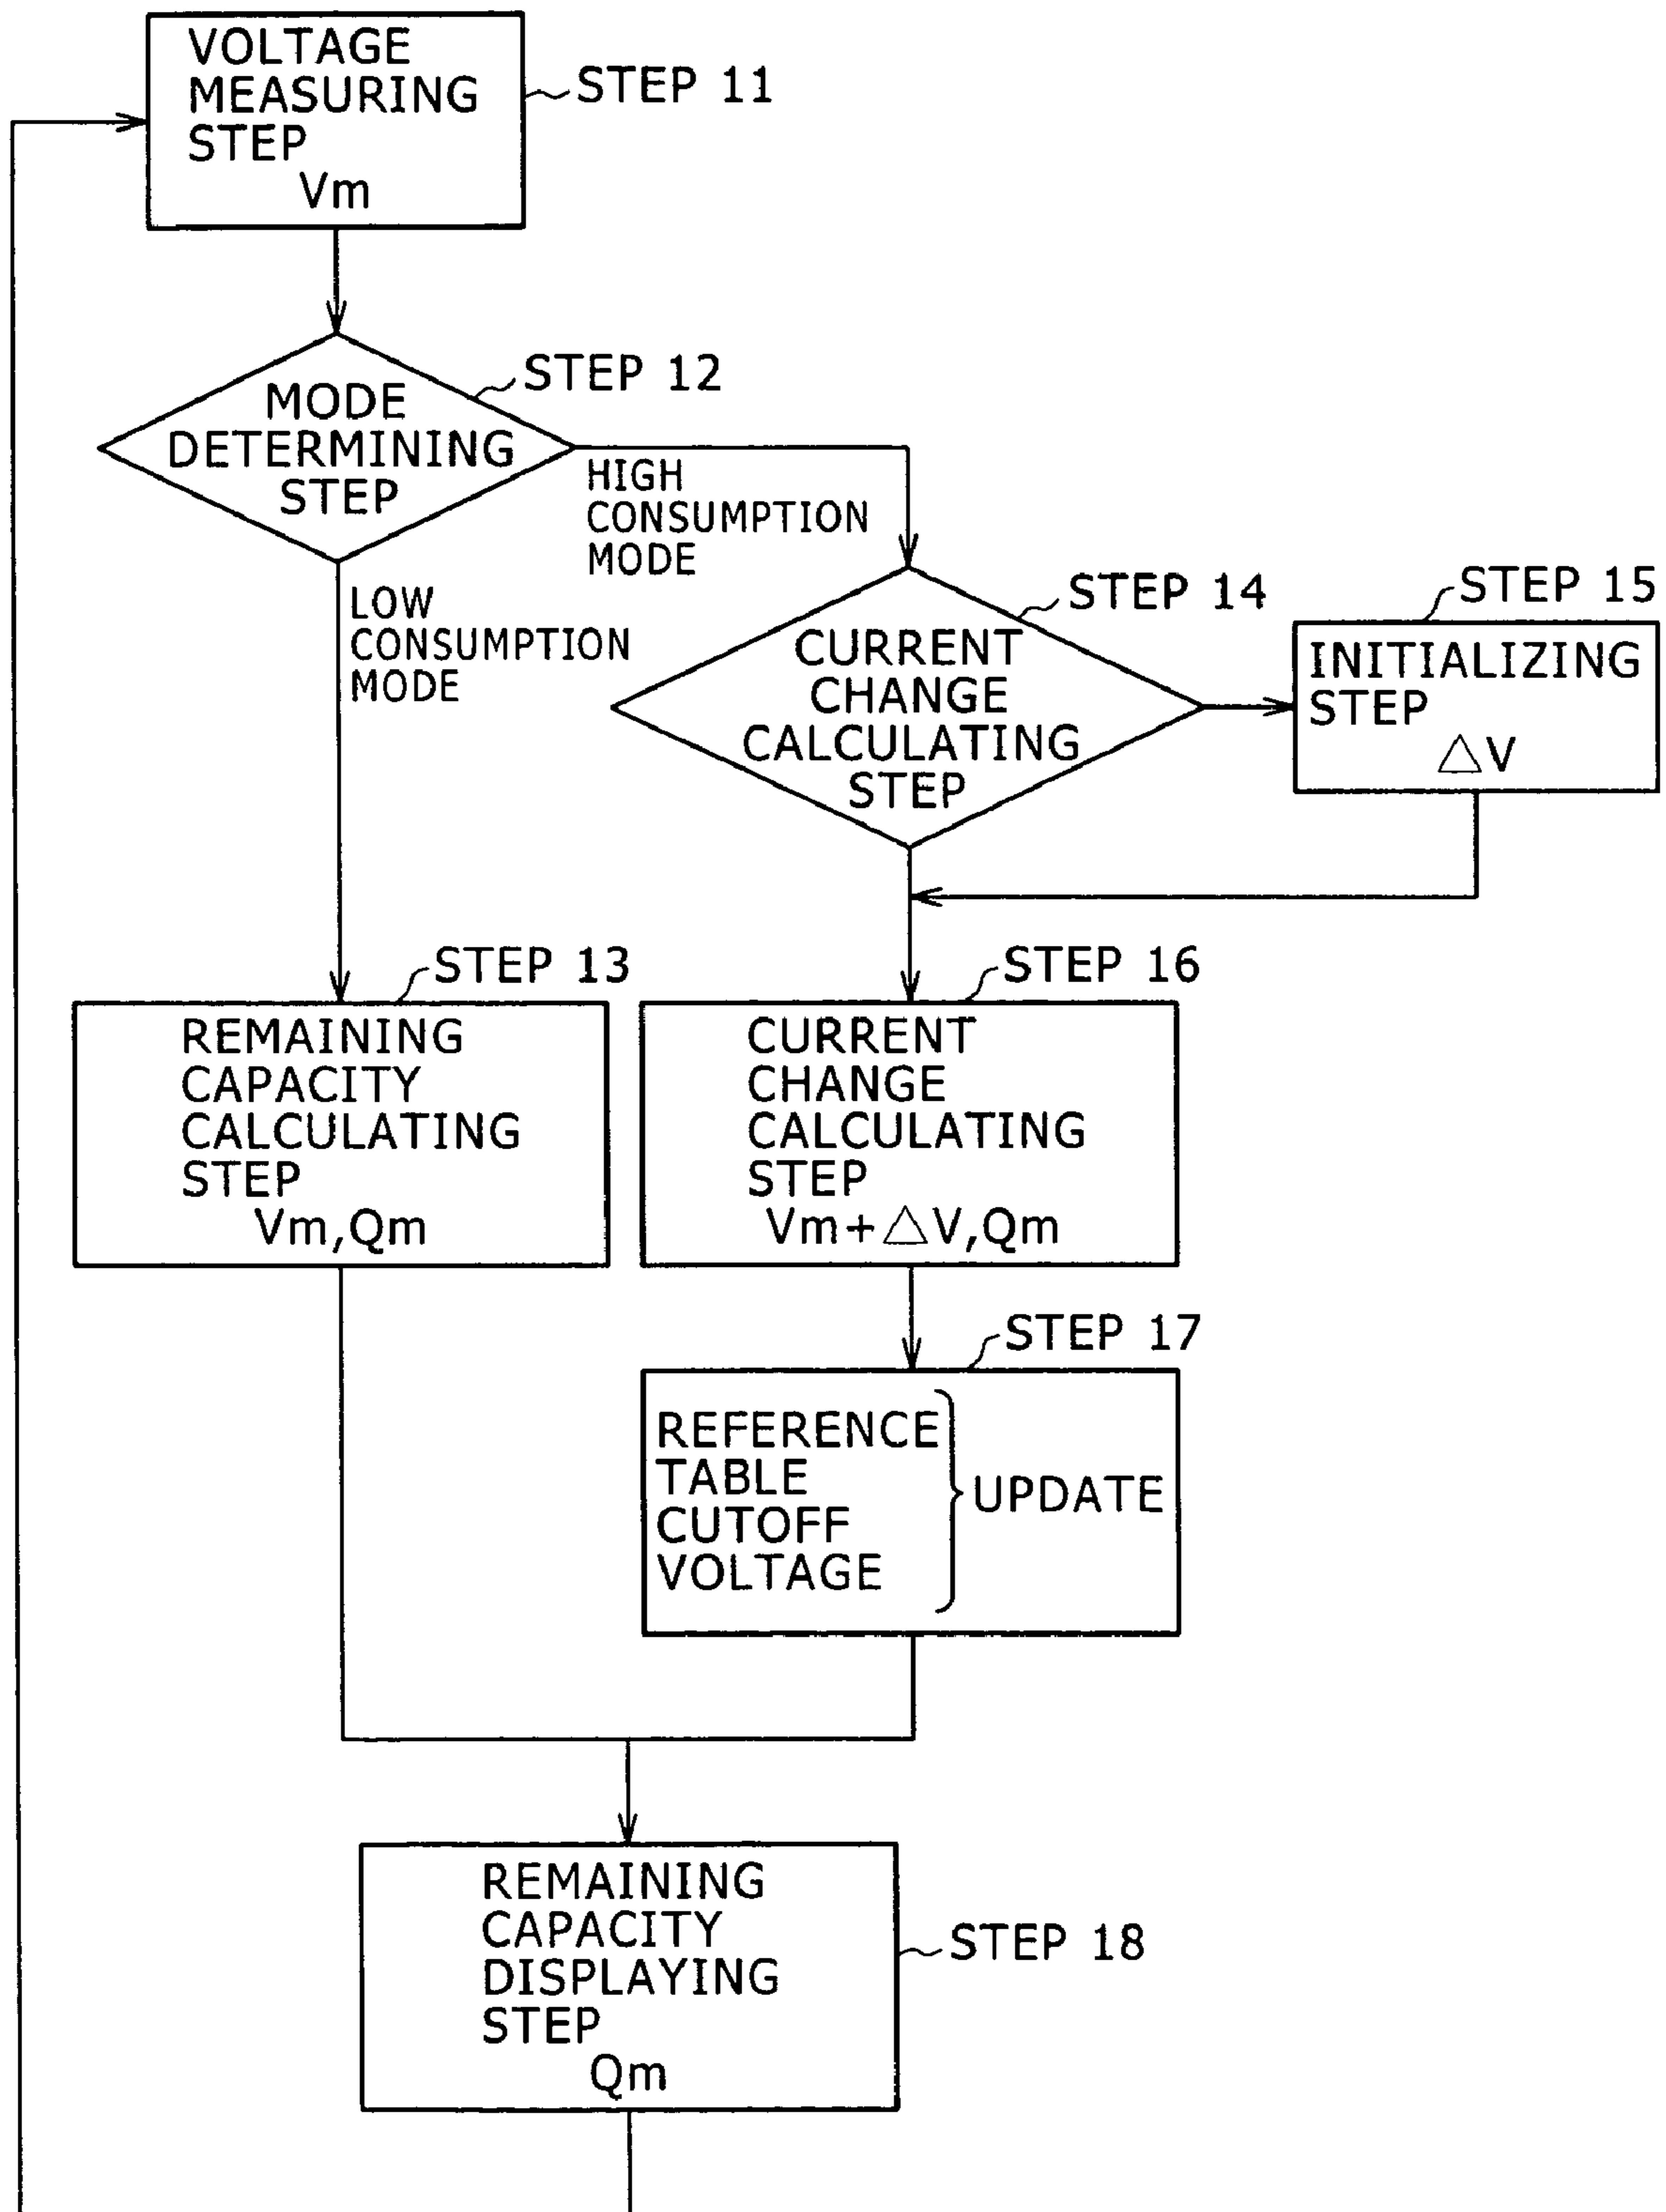 VOLTAGE
MEASURING
STEP
Vm
STEP 11
STEP 12
MODE
DETERMINING
STEP
HIGH
CONSUMPTION
MODE
LOW
CONSUMPTION
MODE
STEP 14
CURRENT
CHANGE
CALCULATING
STEP
STEP 15
INITIALIZING
STEP
△V
STEP 13
REMAINING
CAPACITY
CALCULATING
STEP
Vm,Qm
STEP 16
CURRENT
CHANGE
CALCULATING
STEP
Vm+△V,Qm
STEP 17
REFERENCE
TABLE
CUTOFF
VOLTAGE
UPDATE
REMAINING
CAPACITY
DISPLAYING
STEP
Qm
STEP 18